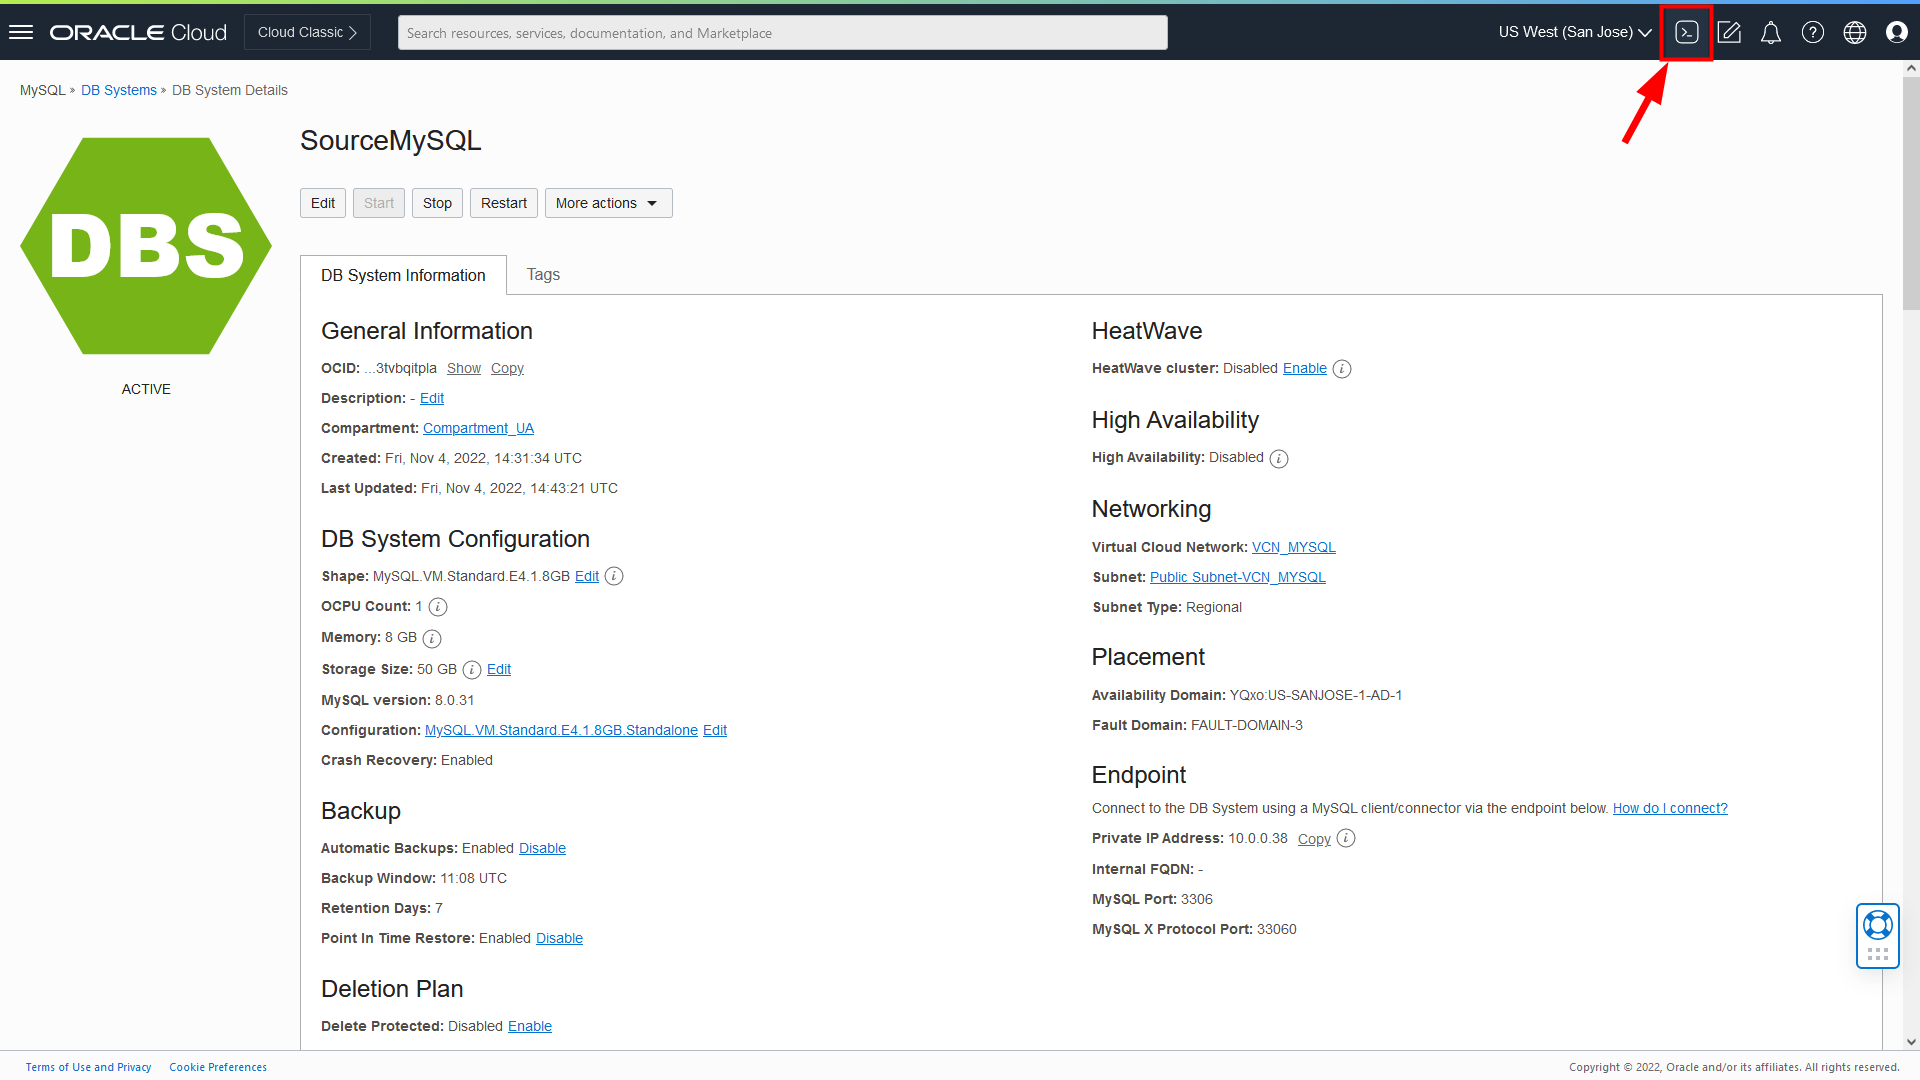 ORACLE Cloud
Cloud Classic
Search resources, services, documentation, and Marketplace
US West (San Jose)
MySQL » DB Systems » DB System Details
SourceMySQL
DBS
ACTIVE
Edit
Start
Stop
Restart
More actions
DB System Information
Tags
General Information
OCID: ...3tvbqitpla Show Copy
Description: - Edit
Compartment: Compartment_UA
Created: Fri, Nov 4, 2022, 14:31:34 UTC
Last Updated: Fri, Nov 4, 2022, 14:43:21 UTC
DB System Configuration
Shape: MySQL.VM.Standard.E4.1.8GB Edit
OCPU Count: 1
Memory: 8 GB
Storage Size: 50 GB Edit
MySQL version: 8.0.31
Configuration: MySQL.VM.Standard.E4.1.8GB.Standalone Edit
Crash Recovery: Enabled
Backup
Automatic Backups: Enabled Disable
Backup Window: 11:08 UTC
Retention Days: 7
Point In Time Restore: Enabled Disable
Deletion Plan
Delete Protected: Disabled Enable
HeatWave
HeatWave cluster: Disabled Enable
High Availability
High Availability: Disabled
Networking
Virtual Cloud Network: VCN_MYSQL
Subnet: Public Subnet-VCN_MYSQL
Subnet Type: Regional
Placement
Availability Domain: YQxo:US-SANJOSE-1-AD-1
Fault Domain: FAULT-DOMAIN-3
Endpoint
Connect to the DB System using a MySQL client/connector via the endpoint below. How do I connect?
Private IP Address: 10.0.0.38 Copy
Internal FQDN: -
MySQL Port: 3306
MySQL X Protocol Port: 33060
Terms of Use and Privacy
Cookie Preferences
Copyright © 2022, Oracle and/or its affiliates. All rights reserved.